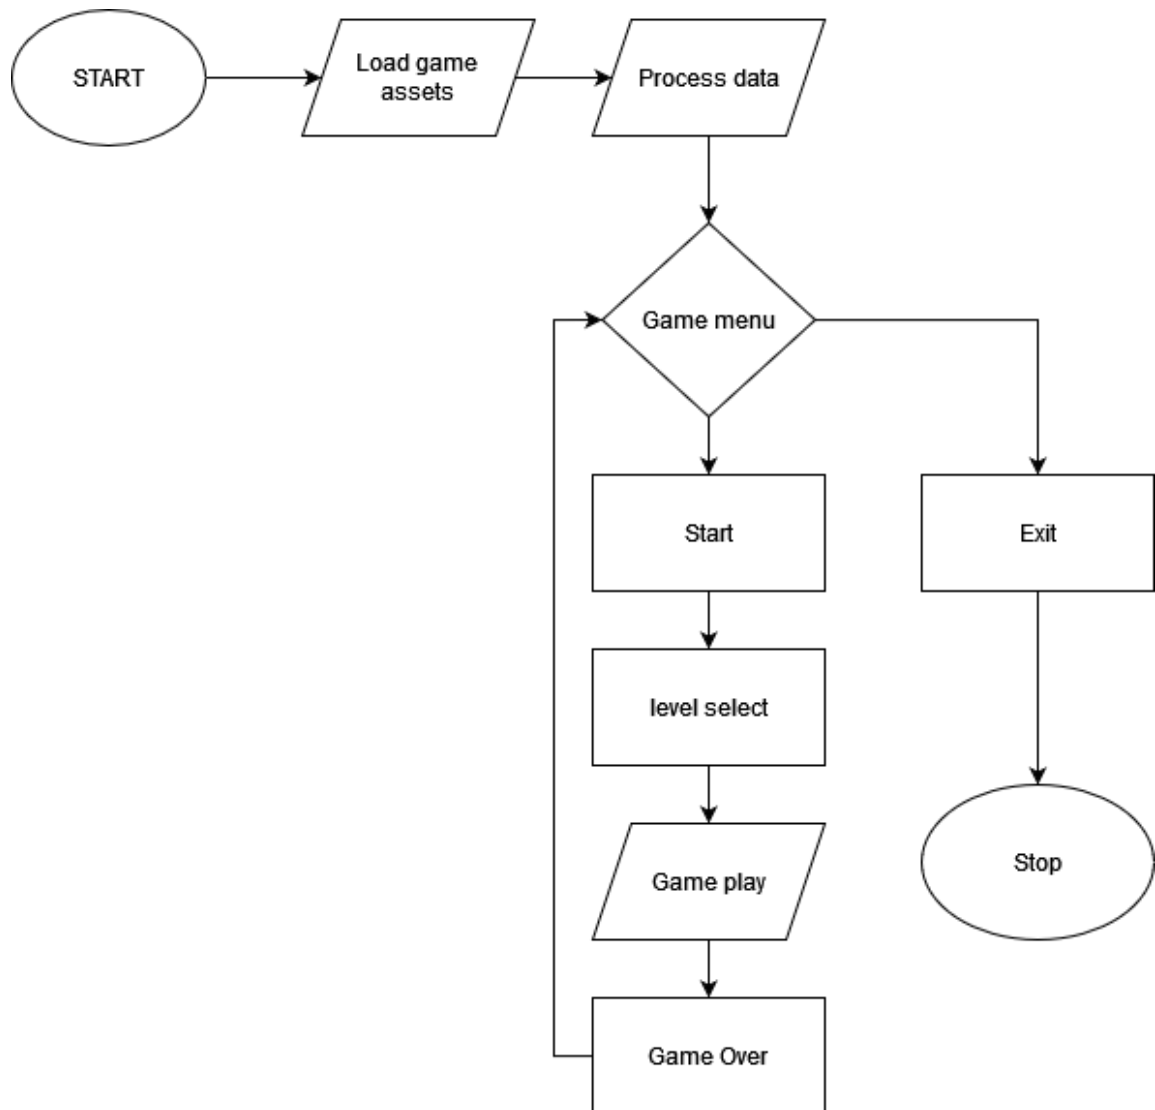 START
Load game
assets
Process data
Game menu
Start
Exit
level select
Game play
Stop
Game Over